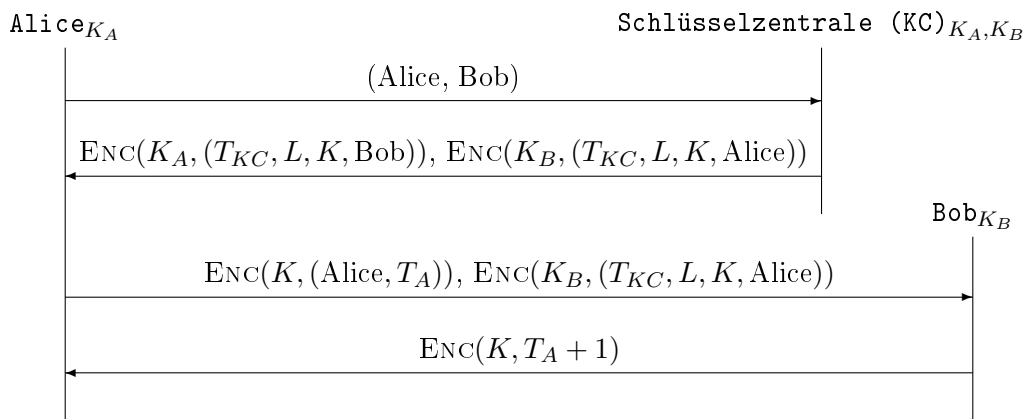 Alice_{K_A} Schlüsselzentrale (KC)_{K_A,K_B}
(Alice, Bob)
ENC(K_A, (T_{KC}, L, K, Bob)), ENC(K_B, (T_{KC}, L, K, Alice))
Bob_{K_B}
ENC(K, (Alice, T_A)), ENC(K_B, (T_{KC}, L, K, Alice))
ENC(K, T_A + 1)